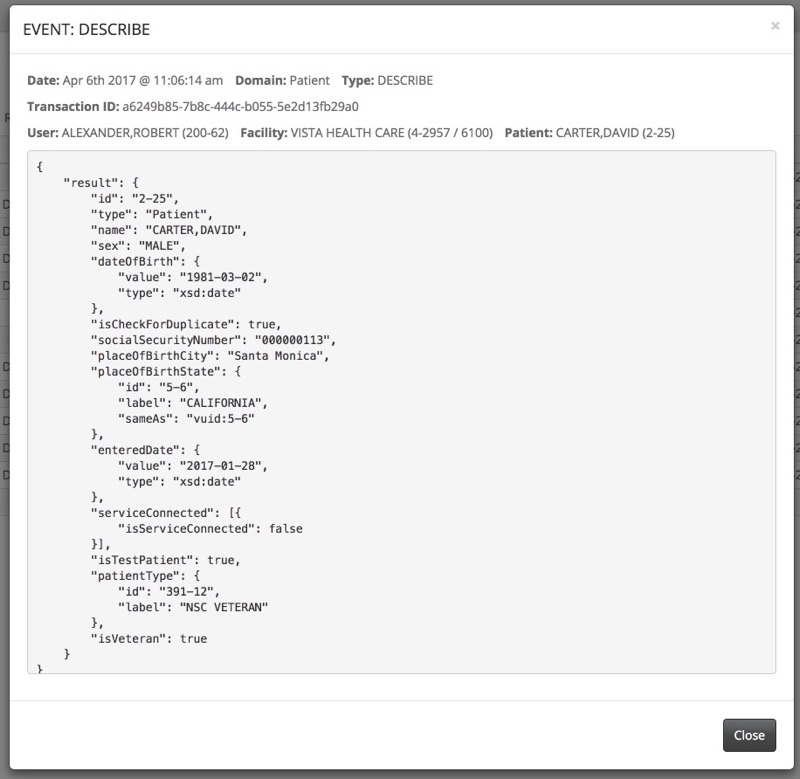 EVENT: DESCRIBE
×
Date: Apr 6th 2017 @ 11:06:14 am Domain: Patient Type: DESCRIBE
Transaction ID: a6249b85-7b8c-444c-b055-5e2d13fb29a0
User: ALEXANDER,ROBERT (200-62) Facility: VISTA HEALTH CARE (4-2957 / 6100) Patient: CARTER,DAVID (2-25)
{
    "result": {
        "id": "2-25",
        "type": "Patient",
        "name": "CARTER,DAVID",
        "sex": "MALE",
        "dateOfBirth": {
            "value": "1981-03-02",
            "type": "xsd:date"
        },
        "isCheckForDuplicate": true,
        "socialSecurityNumber": "000000113",
        "placeOfBirthCity": "Santa Monica",
        "placeOfBirthState": {
            "id": "5-6",
            "label": "CALIFORNIA",
            "sameAs": "vuid:5-6"
        },
        "enteredDate": {
            "value": "2017-01-28",
            "type": "xsd:date"
        },
        "serviceConnected": [{
            "isServiceConnected": false
        }],
        "isTestPatient": true,
        "patientType": {
            "id": "391-12",
            "label": "NSC VETERAN"
        },
        "isVeteran": true
    }
}
Close